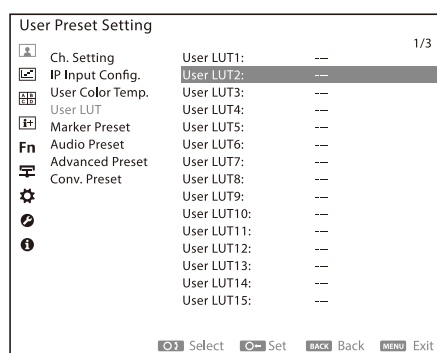 User Preset Setting
1/3
Ch. Setting
IP Input Config.
User Color Temp.
User LUT
Marker Preset
Audio Preset
Advanced Preset
Conv. Preset
A B
C D
i+
Fn
User LUT1: ---
User LUT2: ---
User LUT3: ---
User LUT4: ---
User LUT5: ---
User LUT6: ---
User LUT7: ---
User LUT8: ---
User LUT9: ---
User LUT10: ---
User LUT11: ---
User LUT12: ---
User LUT13: ---
User LUT14: ---
User LUT15: ---
Select Set BACK Back MENU Exit